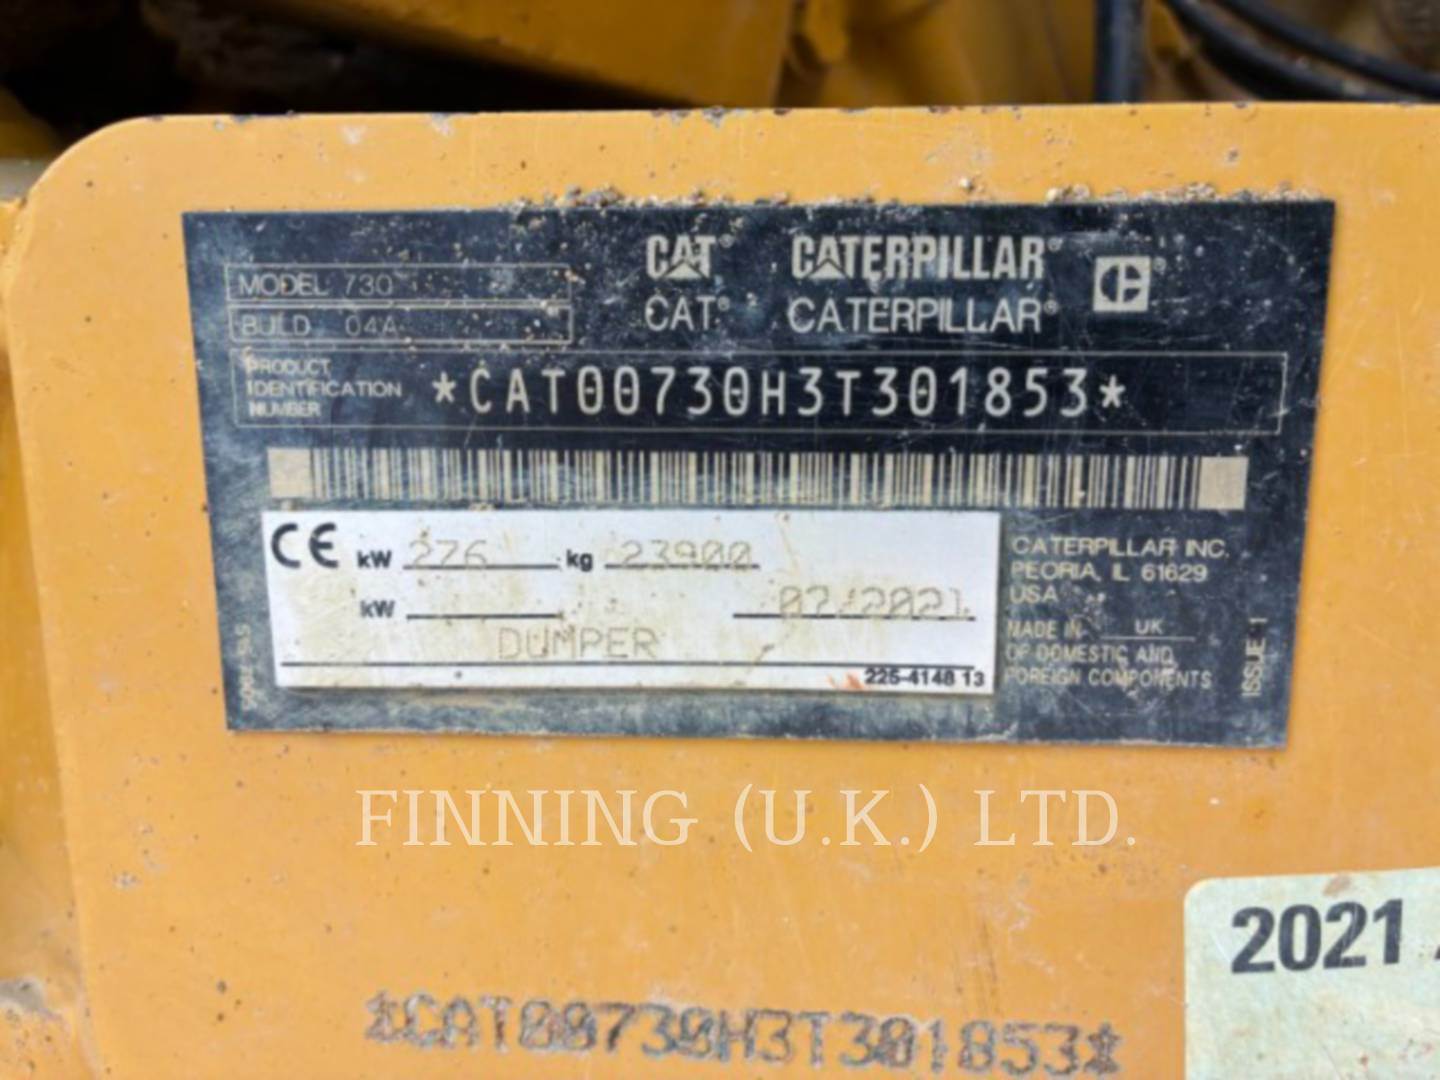 CAT® CATERPILLAR®
CAT® CATERPILLAR®
MODEL 730
BUILD 04A
PRODUCT
IDENTIFICATION
NUMBER
*CAT00730H3T301853*
CE kW 276 kg 23900
kW 07/2021
DUMPER
225-4148 13
CATERPILLAR INC.
PEORIA, IL 61629
USA
MADE IN UK
OF DOMESTIC AND
FOREIGN COMPONENTS
ISSUE 1
FINNING (U.K.) LTD.
2021
*CAT00730H3T301853*